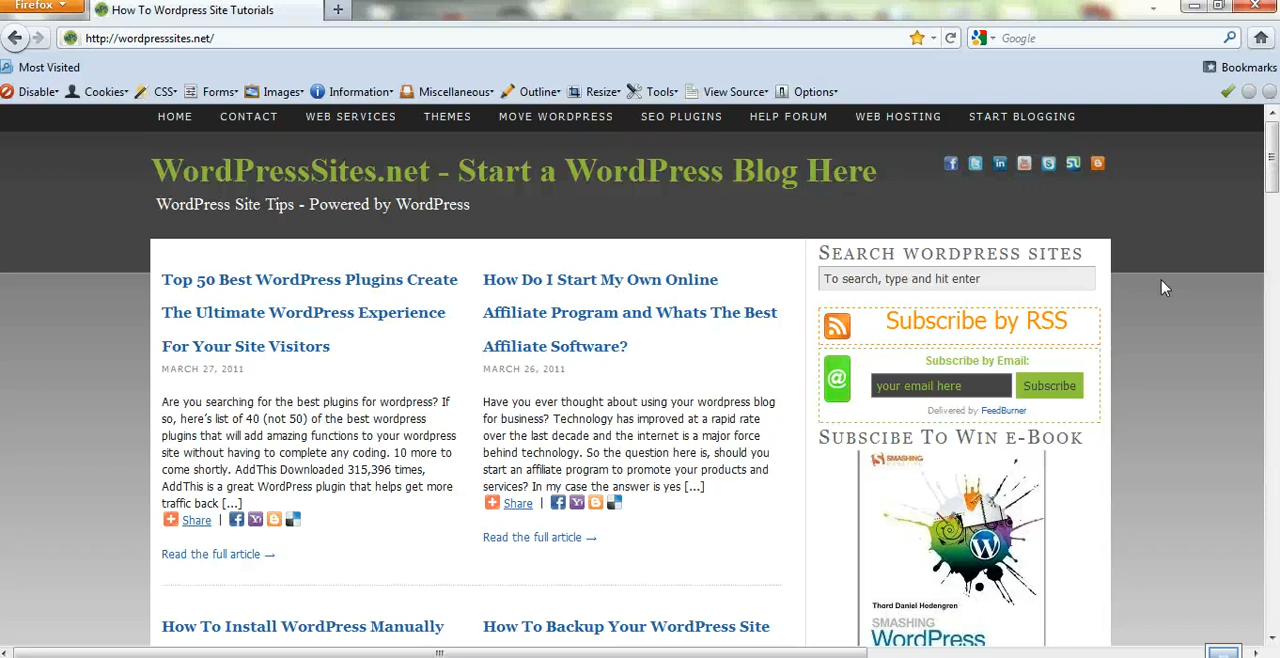 Firefox
How To Wordpress Site Tutorials
http://wordpresssites.net/
Google
Most Visited
Bookmarks
Disable Cookies CSS Forms Images Information Miscellaneous Outline Resize Tools View Source Options
HOME CONTACT WEB SERVICES THEMES MOVE WORDPRESS SEO PLUGINS HELP FORUM WEB HOSTING START BLOGGING
WordPressSites.net - Start a WordPress Blog Here
WordPress Site Tips - Powered by WordPress
Top 50 Best WordPress Plugins Create
The Ultimate WordPress Experience
For Your Site Visitors
MARCH 27, 2011
Are you searching for the best plugins for wordpress? If
so, here's list of 40 (not 50) of the best wordpress
plugins that will add amazing functions to your wordpress
site without having to complete any coding. 10 more to
come shortly. AddThis Downloaded 315,396 times,
AddThis is a great WordPress plugin that helps get more
traffic back [...]
Share |
Read the full article →
How Do I Start My Own Online
Affiliate Program and Whats The Best
Affiliate Software?
MARCH 26, 2011
Have you ever thought about using your wordpress blog
for business? Technology has improved at a rapid rate
over the last decade and the internet is a major force
behind technology. So the question here is, should you
start an affiliate program to promote your products and
services? In my case the answer is yes [...]
Share |
Read the full article →
How To Install WordPress Manually
How To Backup Your WordPress Site
SEARCH WORDPRESS SITES
To search, type and hit enter
Subscribe by RSS
Subscribe by Email:
your email here
Subscribe
Delivered by FeedBurner
SUBSCIBE TO WIN E-BOOK
SMASHING
Thord Daniel Hedengren
SMASHING
WordPress